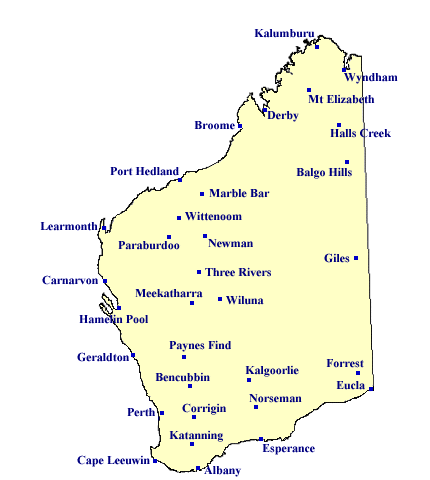 Kalumburu
Wyndham
Mt Elizabeth
Derby
Broome
Halls Creek
Balgo Hills
Port Hedland
Marble Bar
Wittenoom
Learmonth
Paraburdoo
Newman
Giles
Three Rivers
Carnarvon
Meekatharra
Wiluna
Hamelin Pool
Paynes Find
Geraldton
Forrest
Kalgoorlie
Bencubbin
Eucla
Norseman
Perth
Corrigin
Katanning
Esperance
Cape Leeuwin
Albany